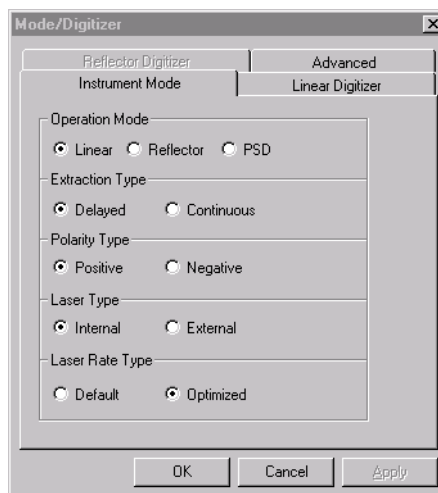 Mode/Digitizer
Reflector Digitizer Advanced
Instrument Mode Linear Digitizer
Operation Mode
Linear Reflector PSD
Extraction Type
Delayed Continuous
Polarity Type
Positive Negative
Laser Type
Internal External
Laser Rate Type
Default Optimized
OK Cancel Apply